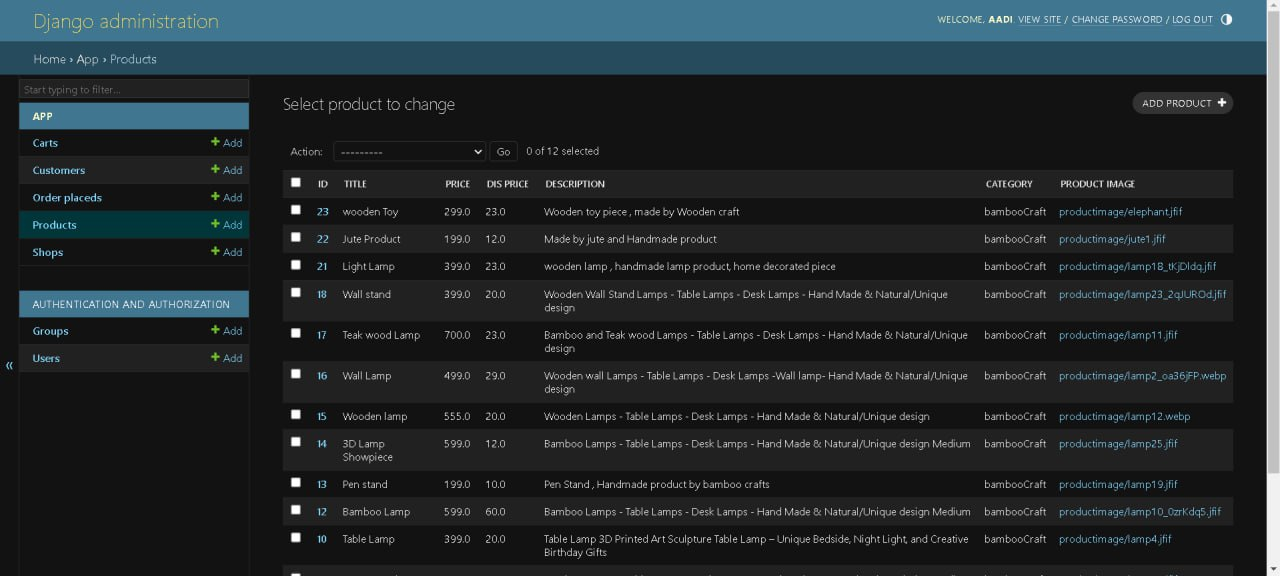 Django administration
WELCOME, AADI. VIEW SITE / CHANGE PASSWORD / LOG OUT
Home › App › Products
Start typing to filter...
APP
Carts + Add
Customers + Add
Order placeds + Add
Products + Add
Shops + Add
AUTHENTICATION AND AUTHORIZATION
Groups + Add
Users + Add
«
Select product to change
ADD PRODUCT +
Action: --------- Go 0 of 12 selected
ID TITLE PRICE DIS PRICE DESCRIPTION CATEGORY PRODUCT IMAGE
23 wooden Toy 299.0 23.0 Wooden toy piece , made by Wooden craft bambooCraft productimage/elephant.jfif
22 Jute Product 199.0 12.0 Made by jute and Handmade product bambooCraft productimage/jute1.jfif
21 Light Lamp 399.0 23.0 wooden lamp , handmade lamp product, home decorated piece bambooCraft productimage/lamp18_tKjDldq.jfif
18 Wall stand 399.0 20.0 Wooden Wall Stand Lamps - Table Lamps - Desk Lamps - Hand Made & Natural/Unique bambooCraft productimage/lamp23_2qJUROd.jfif
design
17 Teak wood Lamp 700.0 23.0 Bamboo and Teak wood Lamps - Table Lamps - Desk Lamps - Hand Made & Natural/Unique bambooCraft productimage/lamp11.jfif
design
16 Wall Lamp 499.0 29.0 Wooden wall Lamps - Table Lamps - Desk Lamps -Wall lamp- Hand Made & Natural/Unique bambooCraft productimage/lamp2_oa36jFP.webp
design
15 Wooden lamp 555.0 20.0 Wooden Lamps - Table Lamps - Desk Lamps - Hand Made & Natural/Unique design bambooCraft productimage/lamp12.webp
14 3D Lamp 599.0 12.0 Bamboo Lamps - Table Lamps - Desk Lamps - Hand Made & Natural/Unique design Medium bambooCraft productimage/lamp25.jfif
Showpiece
13 Pen stand 199.0 10.0 Pen Stand , Handmade product by bamboo crafts bambooCraft productimage/lamp19.jfif
12 Bamboo Lamp 599.0 60.0 Bamboo Lamps - Table Lamps - Desk Lamps - Hand Made & Natural/Unique design Medium bambooCraft productimage/lamp10_0zrKdq5.jfif
10 Table Lamp 399.0 20.0 Table Lamp 3D Printed Art Sculpture Table Lamp – Unique Bedside, Night Light, and Creative bambooCraft productimage/lamp4.jfif
Birthday Gifts